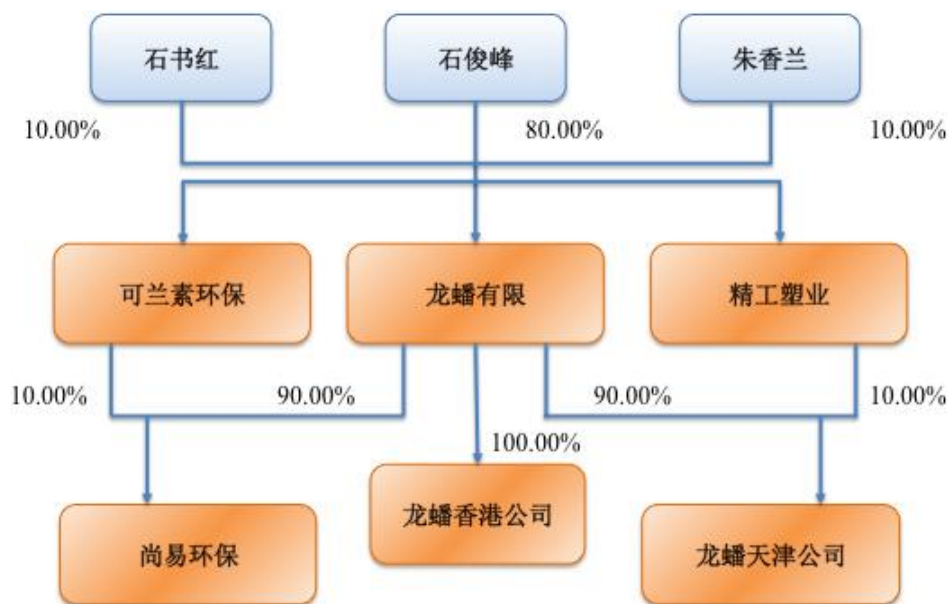 石书红
石俊峰
朱香兰
10.00%
80.00%
10.00%
可兰素环保
龙蟠有限
精工塑业
10.00%
90.00%
90.00%
10.00%
100.00%
尚易环保
龙蟠香港公司
龙蟠天津公司